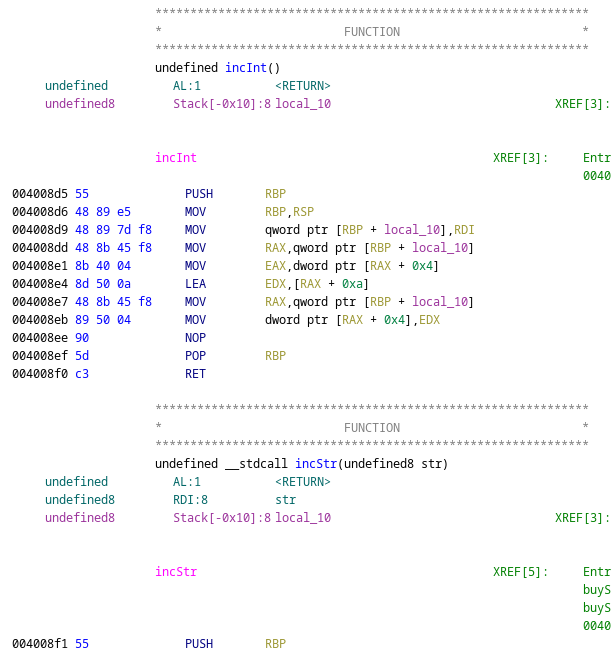 **************************************************************
* FUNCTION *
**************************************************************
undefined incInt()
undefined AL:1 <RETURN>
undefined8 Stack[-0x10]:8 local_10 XREF[3]:
incInt XREF[3]: Entr
0040
004008d5 55 PUSH RBP
004008d6 48 89 e5 MOV RBP,RSP
004008d9 48 89 7d f8 MOV qword ptr [RBP + local_10],RDI
004008dd 48 8b 45 f8 MOV RAX,qword ptr [RBP + local_10]
004008e1 8b 40 04 MOV EAX,dword ptr [RAX + 0x4]
004008e4 8d 50 0a LEA EDX,[RAX + 0xa]
004008e7 48 8b 45 f8 MOV RAX,qword ptr [RBP + local_10]
004008eb 89 50 04 MOV dword ptr [RAX + 0x4],EDX
004008ee 90 NOP
004008ef 5d POP RBP
004008f0 c3 RET
**************************************************************
* FUNCTION *
**************************************************************
undefined __stdcall incStr(undefined8 str)
undefined AL:1 <RETURN>
undefined8 RDI:8 str
undefined8 Stack[-0x10]:8 local_10 XREF[3]:
incStr XREF[5]: Entr
buyS
buyS
0040
004008f1 55 PUSH RBP